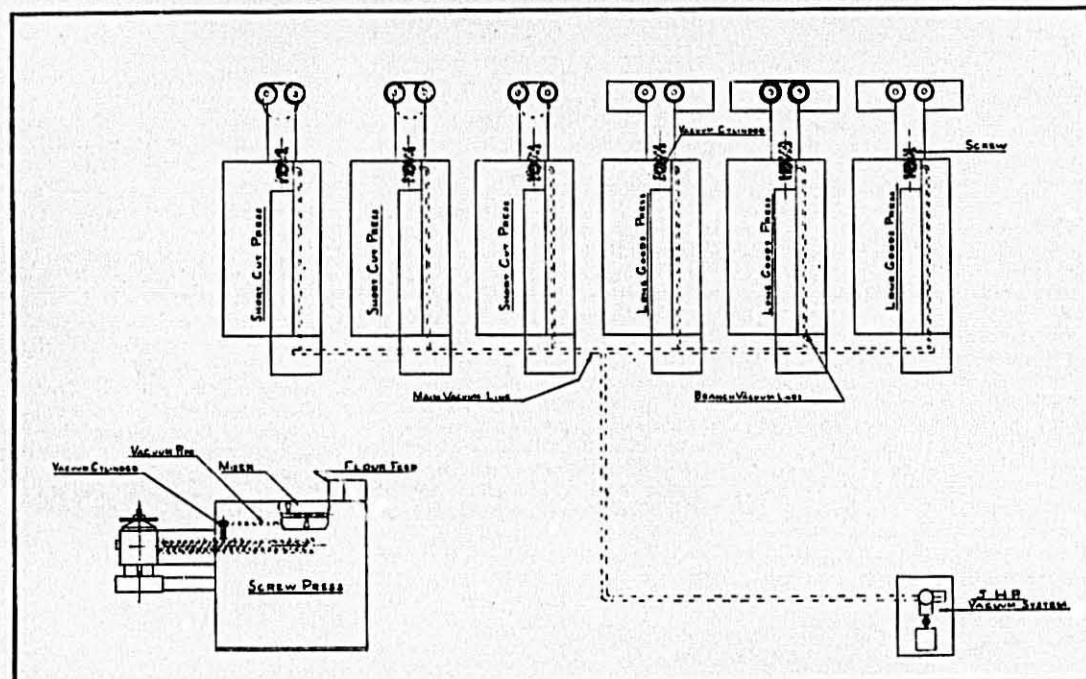 VACUUM CYLINDER
SCREW
SHORT CUT PRESS
SHORT CUT PRESS
SHORT CUT PRESS
LONG GOODS PRESS
LONG GOODS PRESS
LONG GOODS PRESS
MAIN VACUUM LINE
BRANCH VACUUM LINE
VACUUM PIPE
VACUUM CYLINDER
MIXER
FLOUR FEED
SCREW PRESS
J H P
VACUUM SYSTEM